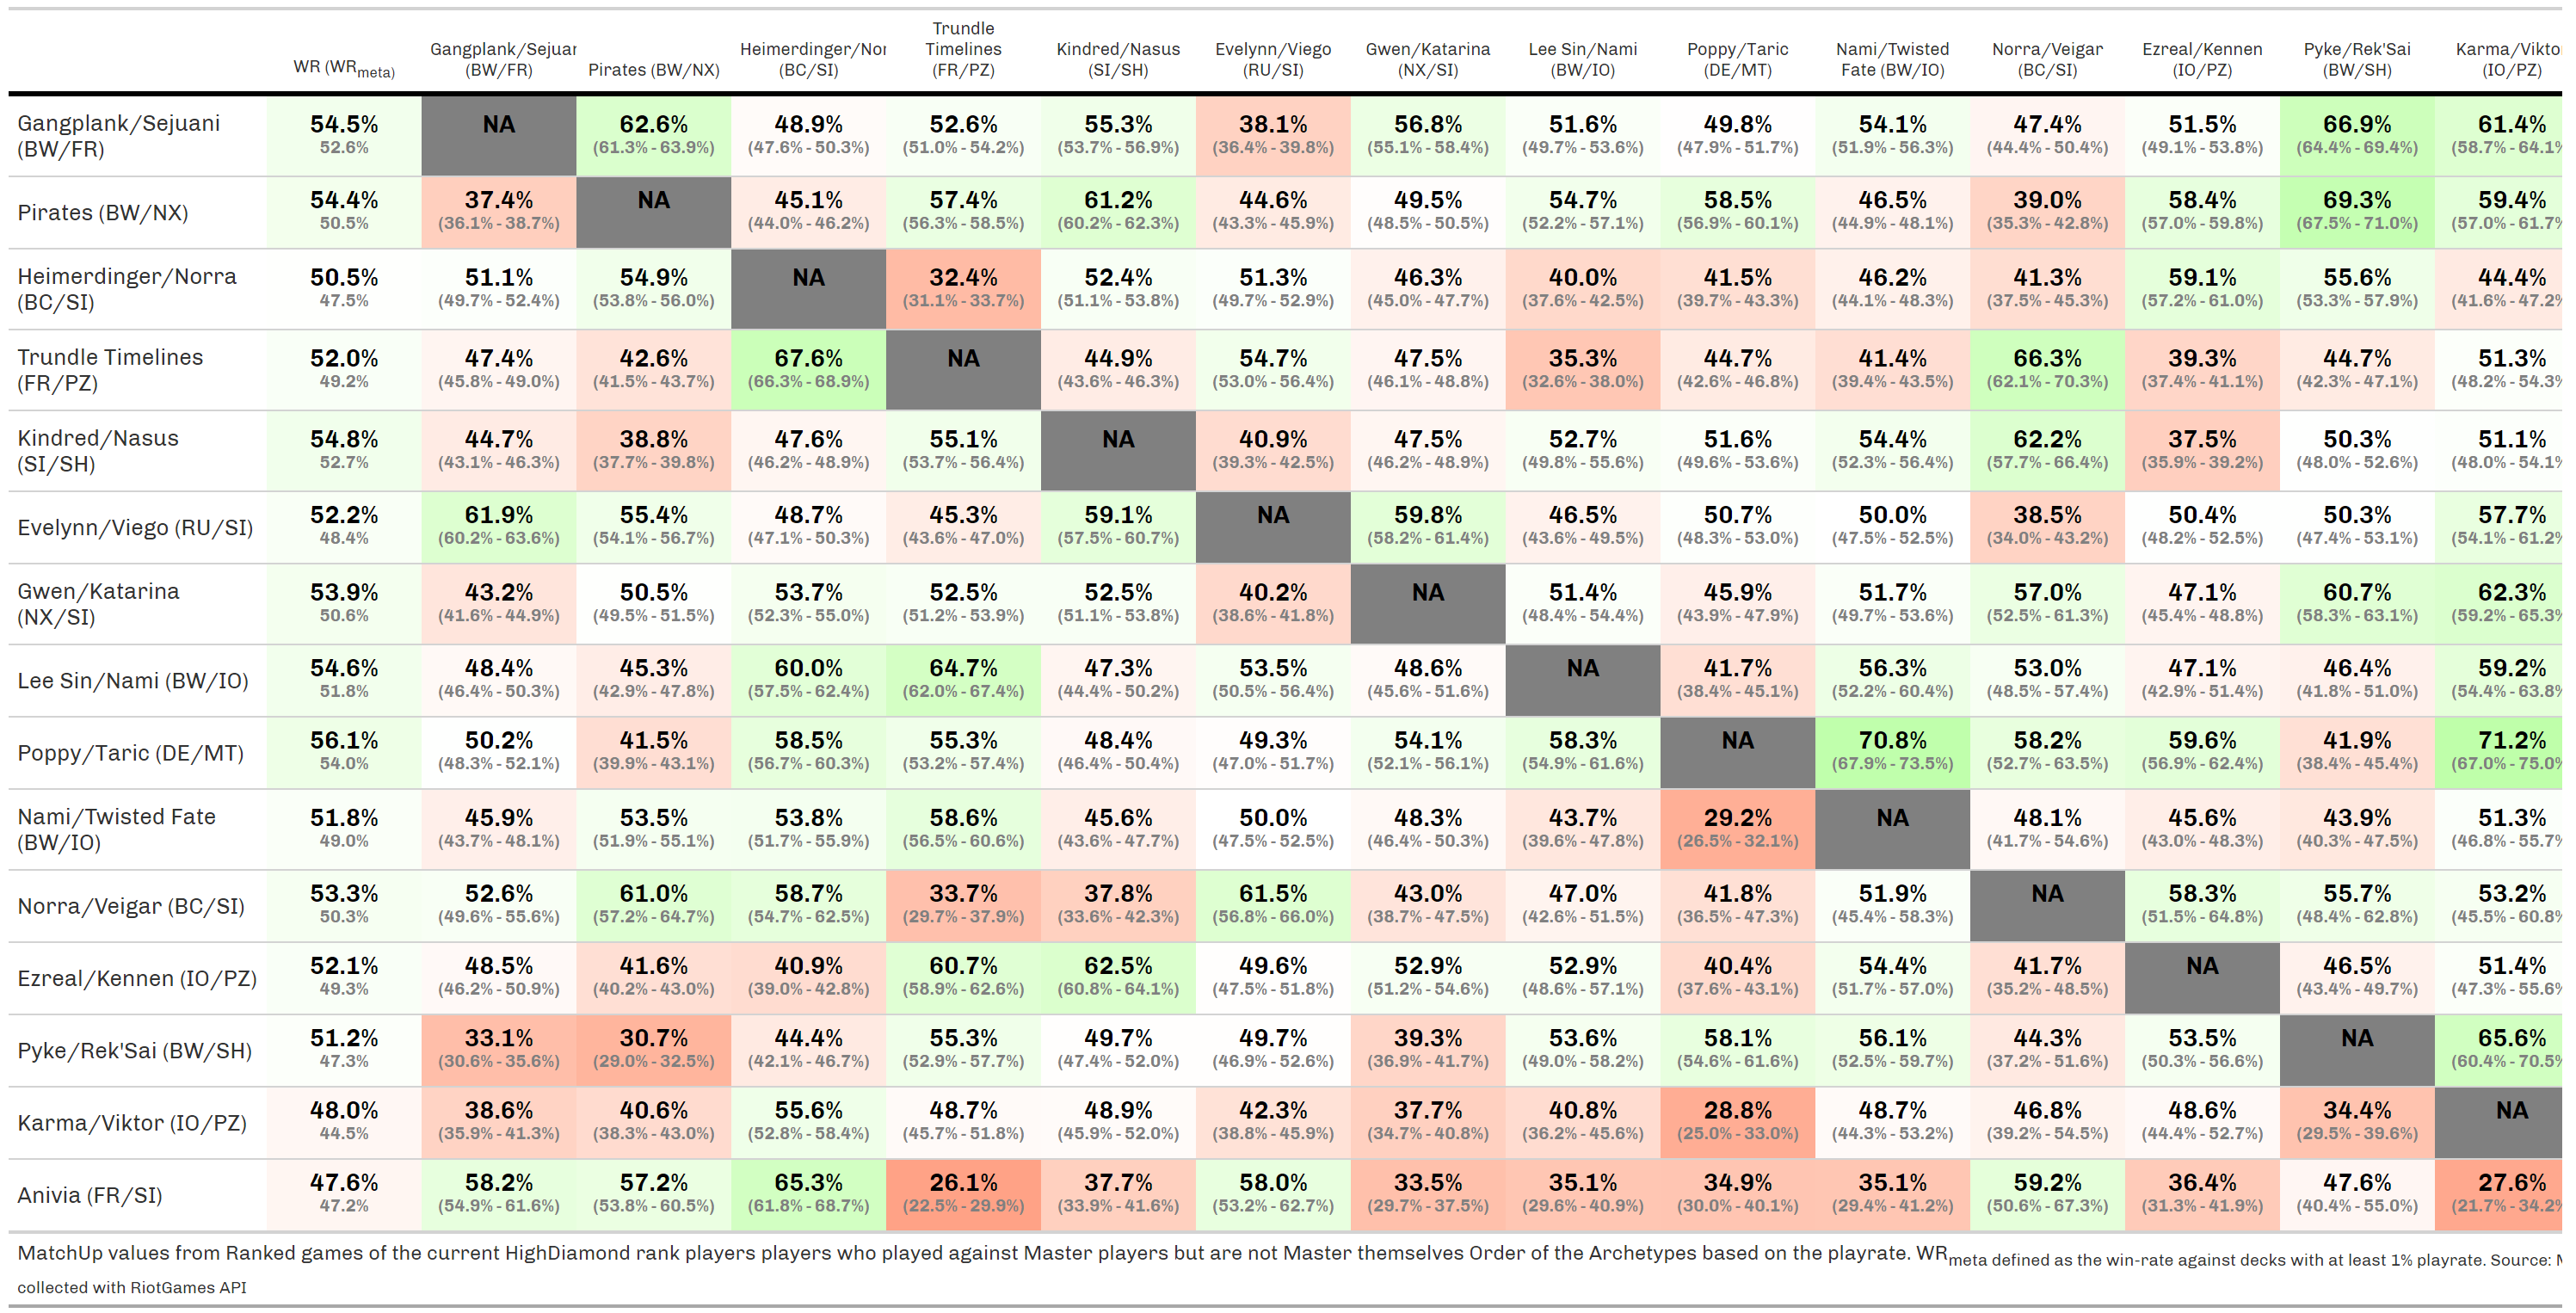 WR (WRmeta) Gangplank/Sejuar (BW/FR) Pirates (BW/NX) Heimerdinger/Nor (BC/SI) Trundle Timelines (FR/PZ) Kindred/Nasus (SI/SH) Evelynn/Viego (RU/SI) Gwen/Katarina (NX/SI) Lee Sin/Nami (BW/IO) Poppy/Taric (DE/MT) Nami/Twisted Fate (BW/IO) Norra/Veigar (BC/SI) Ezreal/Kennen (IO/PZ) Pyke/Rek'Sai (BW/SH) Karma/Vikto (IO/PZ)
Gangplank/Sejuani 54.5% NA 62.6% 48.9% 52.6% 55.3% 38.1% 56.8% 51.6% 49.8% 54.1% 47.4% 51.5% 66.9% 61.4%
(BW/FR) 52.6% (61.3% - 63.9%) (47.6% - 50.3%) (51.0% - 54.2%) (53.7% - 56.9%) (36.4% - 39.8%) (55.1% - 58.4%) (49.7% - 53.6%) (47.9% - 51.7%) (51.9% - 56.3%) (44.4% - 50.4%) (49.1% - 53.8%) (64.4% - 69.4%) (58.7% - 64.1%
Pirates (BW/NX) 54.4% 37.4% NA 45.1% 57.4% 61.2% 44.6% 49.5% 54.7% 58.5% 46.5% 39.0% 58.4% 69.3% 59.4%
50.5% (36.1% - 38.7%) (44.0% - 46.2%) (56.3% - 58.5%) (60.2% - 62.3%) (43.3% - 45.9%) (48.5% - 50.5%) (52.2% - 57.1%) (56.9% - 60.1%) (44.9% - 48.1%) (35.3% - 42.8%) (57.0% - 59.8%) (67.5% - 71.0%) (57.0% - 61.7%
Heimerdinger/Norra 50.5% 51.1% 54.9% NA 32.4% 52.4% 51.3% 46.3% 40.0% 41.5% 46.2% 41.3% 59.1% 55.6% 44.4%
(BC/SI) 47.5% (49.7% - 52.4%) (53.8% - 56.0%) (31.1% - 33.7%) (51.1% - 53.8%) (49.7% - 52.9%) (45.0% - 47.7%) (37.6% - 42.5%) (39.7% - 43.3%) (44.1% - 48.3%) (37.5% - 45.3%) (57.2% - 61.0%) (53.3% - 57.9%) (41.6% - 47.2%
Trundle Timelines 52.0% 47.4% 42.6% 67.6% NA 44.9% 54.7% 47.5% 35.3% 44.7% 41.4% 66.3% 39.3% 44.7% 51.3%
(FR/PZ) 49.2% (45.8% - 49.0%) (41.5% - 43.7%) (66.3% - 68.9%) (43.6% - 46.3%) (53.0% - 56.4%) (46.1% - 48.8%) (32.6% - 38.0%) (42.6% - 46.8%) (39.4% - 43.5%) (62.1% - 70.3%) (37.4% - 41.1%) (42.3% - 47.1%) (48.2% - 54.3%
Kindred/Nasus 54.8% 44.7% 38.8% 47.6% 55.1% NA 40.9% 47.5% 52.7% 51.6% 54.4% 62.2% 37.5% 50.3% 51.1%
(SI/SH) 52.7% (43.1% - 46.3%) (37.7% - 39.8%) (46.2% - 48.9%) (53.7% - 56.4%) (39.3% - 42.5%) (46.2% - 48.9%) (49.8% - 55.6%) (49.6% - 53.6%) (52.3% - 56.4%) (57.7% - 66.4%) (35.9% - 39.2%) (48.0% - 52.6%) (48.0% - 54.1%
Evelynn/Viego (RU/SI) 52.2% 61.9% 55.4% 48.7% 45.3% 59.1% NA 59.8% 46.5% 50.7% 50.0% 38.5% 50.4% 50.3% 57.7%
48.4% (60.2% - 63.6%) (54.1% - 56.7%) (47.1% - 50.3%) (43.6% - 47.0%) (57.5% - 60.7%) (58.2% - 61.4%) (43.6% - 49.5%) (48.3% - 53.0%) (47.5% - 52.5%) (34.0% - 43.2%) (48.2% - 52.5%) (47.4% - 53.1%) (54.1% - 61.2%
Gwen/Katarina 53.9% 43.2% 50.5% 53.7% 52.5% 52.5% 40.2% NA 51.4% 45.9% 51.7% 57.0% 47.1% 60.7% 62.3%
(NX/SI) 50.6% (41.6% - 44.9%) (49.5% - 51.5%) (52.3% - 55.0%) (51.2% - 53.9%) (51.1% - 53.8%) (38.6% - 41.8%) (48.4% - 54.4%) (43.9% - 47.9%) (49.7% - 53.6%) (52.5% - 61.3%) (45.4% - 48.8%) (58.3% - 63.1%) (59.2% - 65.3%
Lee Sin/Nami (BW/IO) 54.6% 48.4% 45.3% 60.0% 64.7% 47.3% 53.5% 48.6% NA 41.7% 56.3% 53.0% 47.1% 46.4% 59.2%
51.8% (46.4% - 50.3%) (42.9% - 47.8%) (57.5% - 62.4%) (62.0% - 67.4%) (44.4% - 50.2%) (50.5% - 56.4%) (45.6% - 51.6%) (38.4% - 45.1%) (52.2% - 60.4%) (48.5% - 57.4%) (42.9% - 51.4%) (41.8% - 51.0%) (54.4% - 63.8%
Poppy/Taric (DE/MT) 56.1% 50.2% 41.5% 58.5% 55.3% 48.4% 49.3% 54.1% 58.3% NA 70.8% 58.2% 59.6% 41.9% 71.2%
54.0% (48.3% - 52.1%) (39.9% - 43.1%) (56.7% - 60.3%) (53.2% - 57.4%) (46.4% - 50.4%) (47.0% - 51.7%) (52.1% - 56.1%) (54.9% - 61.6%) (67.9% - 73.5%) (52.7% - 63.5%) (56.9% - 62.4%) (38.4% - 45.4%) (67.0% - 75.0%
Nami/Twisted Fate 51.8% 45.9% 53.5% 53.8% 58.6% 45.6% 50.0% 48.3% 43.7% 29.2% NA 48.1% 45.6% 43.9% 51.3%
(BW/IO) 49.0% (43.7% - 48.1%) (51.9% - 55.1%) (51.7% - 55.9%) (56.5% - 60.6%) (43.6% - 47.7%) (47.5% - 52.5%) (46.4% - 50.3%) (39.6% - 47.8%) (26.5% - 32.1%) (41.7% - 54.6%) (43.0% - 48.3%) (40.3% - 47.5%) (46.8% - 55.7%
Norra/Veigar (BC/SI) 53.3% 52.6% 61.0% 58.7% 33.7% 37.8% 61.5% 43.0% 47.0% 41.8% 51.9% NA 58.3% 55.7% 53.2%
50.3% (49.6% - 55.6%) (57.2% - 64.7%) (54.7% - 62.5%) (29.7% - 37.9%) (33.6% - 42.3%) (56.8% - 66.0%) (38.7% - 47.5%) (42.6% - 51.5%) (36.5% - 47.3%) (45.4% - 58.3%) (51.5% - 64.8%) (48.4% - 62.8%) (45.5% - 60.8%
Ezreal/Kennen (IO/PZ) 52.1% 48.5% 41.6% 40.9% 60.7% 62.5% 49.6% 52.9% 52.9% 40.4% 54.4% 41.7% NA 46.5% 51.4%
49.3% (46.2% - 50.9%) (40.2% - 43.0%) (39.0% - 42.8%) (58.9% - 62.6%) (60.8% - 64.1%) (47.5% - 51.8%) (51.2% - 54.6%) (48.6% - 57.1%) (37.6% - 43.1%) (51.7% - 57.0%) (35.2% - 48.5%) (43.4% - 49.7%) (47.3% - 55.6%
Pyke/Rek'Sai (BW/SH) 51.2% 33.1% 30.7% 44.4% 55.3% 49.7% 49.7% 39.3% 53.6% 58.1% 56.1% 44.3% 53.5% NA 65.6%
47.3% (30.6% - 35.6%) (29.0% - 32.5%) (42.1% - 46.7%) (52.9% - 57.7%) (47.4% - 52.0%) (46.9% - 52.6%) (36.9% - 41.7%) (49.0% - 58.2%) (54.6% - 61.6%) (52.5% - 59.7%) (37.2% - 51.6%) (50.3% - 56.6%) (60.4% - 70.5%
Karma/Viktor (IO/PZ) 48.0% 38.6% 40.6% 55.6% 48.7% 48.9% 42.3% 37.7% 40.8% 28.8% 48.7% 46.8% 48.6% 34.4% NA
44.5% (35.9% - 41.3%) (38.3% - 43.0%) (52.8% - 58.4%) (45.7% - 51.8%) (45.9% - 52.0%) (38.8% - 45.9%) (34.7% - 40.8%) (36.2% - 45.6%) (25.0% - 33.0%) (44.3% - 53.2%) (39.2% - 54.5%) (44.4% - 52.7%) (29.5% - 39.6%)
Anivia (FR/SI) 47.6% 58.2% 57.2% 65.3% 26.1% 37.7% 58.0% 33.5% 35.1% 34.9% 35.1% 59.2% 36.4% 47.6% 27.6%
47.2% (54.9% - 61.6%) (53.8% - 60.5%) (61.8% - 68.7%) (22.5% - 29.9%) (33.9% - 41.6%) (53.2% - 62.7%) (29.7% - 37.5%) (29.6% - 40.9%) (30.0% - 40.1%) (29.4% - 41.2%) (50.6% - 67.3%) (31.3% - 41.9%) (40.4% - 55.0%) (21.7% - 34.2%
MatchUp values from Ranked games of the current HighDiamond rank players players who played against Master players but are not Master themselves Order of the Archetypes based on the playrate. WRmeta defined as the win-rate against decks with at least 1% playrate. Source:
collected with RiotGames API